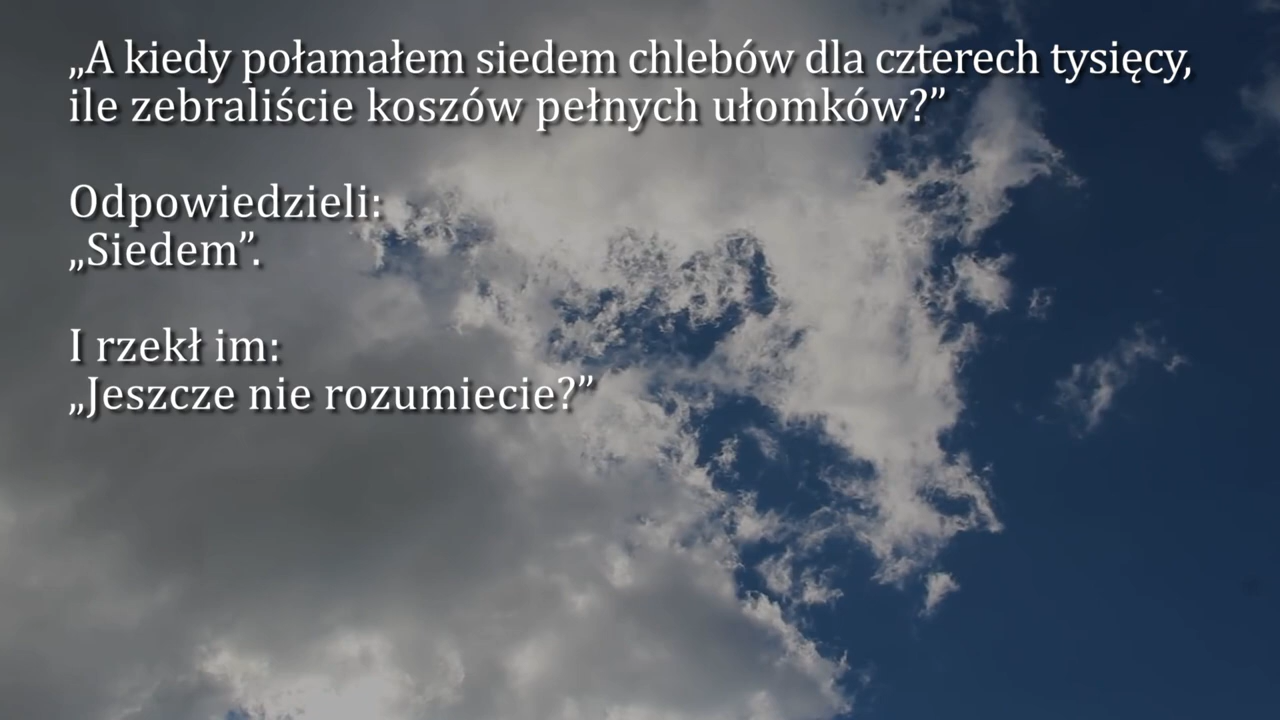 „A kiedy połamałem siedem chlebów dla czterech tysięcy,
ile zebraliście koszów pełnych ułomków?”
Odpowiedzieli:
„Siedem”.
I rzekł im:
„Jeszcze nie rozumiecie?”